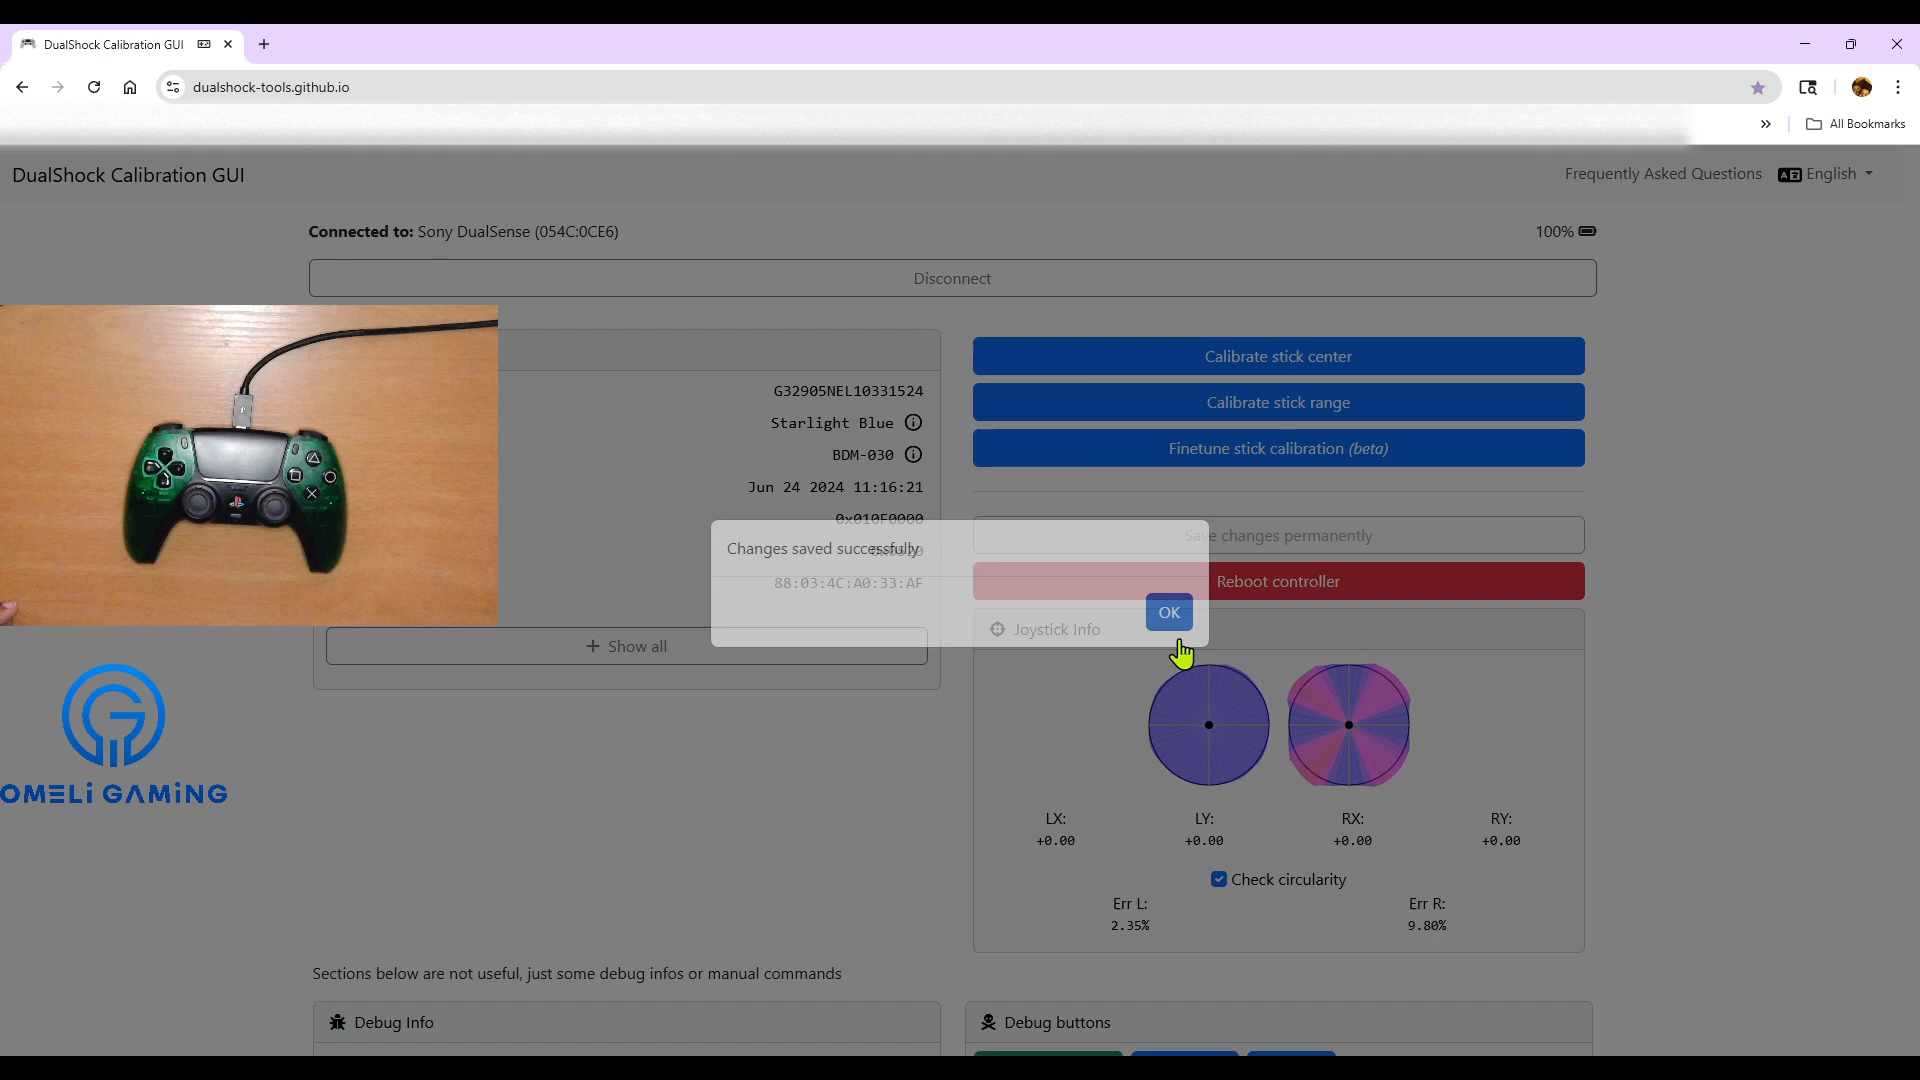 DualShock Calibration GUI
dualshock-tools.github.io
All Bookmarks
DualShock Calibration GUI
Frequently Asked Questions
English
Connected to: Sony DualSense (054C:0CE6)
100%
Disconnect
G32905NEL10331524
Starlight Blue
BDM-030
Jun 24 2024 11:16:21
0x010F0000
88:03:4C:A0:33:AF
Show all
Calibrate stick center
Calibrate stick range
Finetune stick calibration (beta)
Save changes permanently
Reboot controller
Changes saved successfully
OK
Joystick Info
LX: LY: RX: RY:
+0.00 +0.00 +0.00 +0.00
Check circularity
Err L: Err R:
2.35% 9.80%
OMELi GAMiNG
Sections below are not useful, just some debug infos or manual commands
Debug Info
Debug buttons